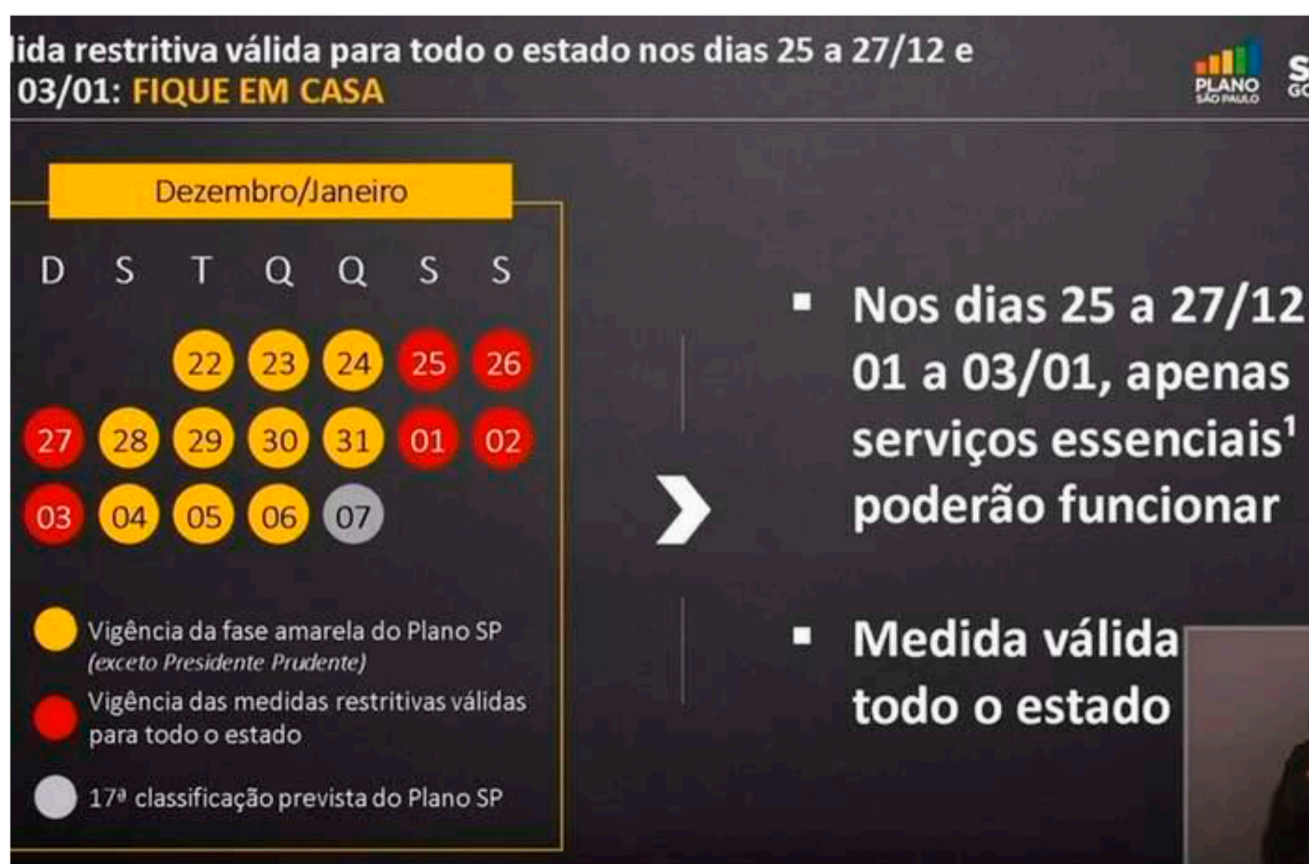 lida restritiva válida para todo o estado nos dias 25 a 27/12 e
03/01: FIQUE EM CASA
PLANO
SÃO PAULO
S
GO
Dezembro/Janeiro
D S T Q Q S S
22 23 24 25 26
27 28 29 30 31 01 02
03 04 05 06 07
Vigência da fase amarela do Plano SP
(exceto Presidente Prudente)
Vigência das medidas restritivas válidas
para todo o estado
17ª classificação prevista do Plano SP
▪ Nos dias 25 a 27/12
01 a 03/01, apenas
serviços essenciais¹
poderão funcionar
▪ Medida válida
todo o estado